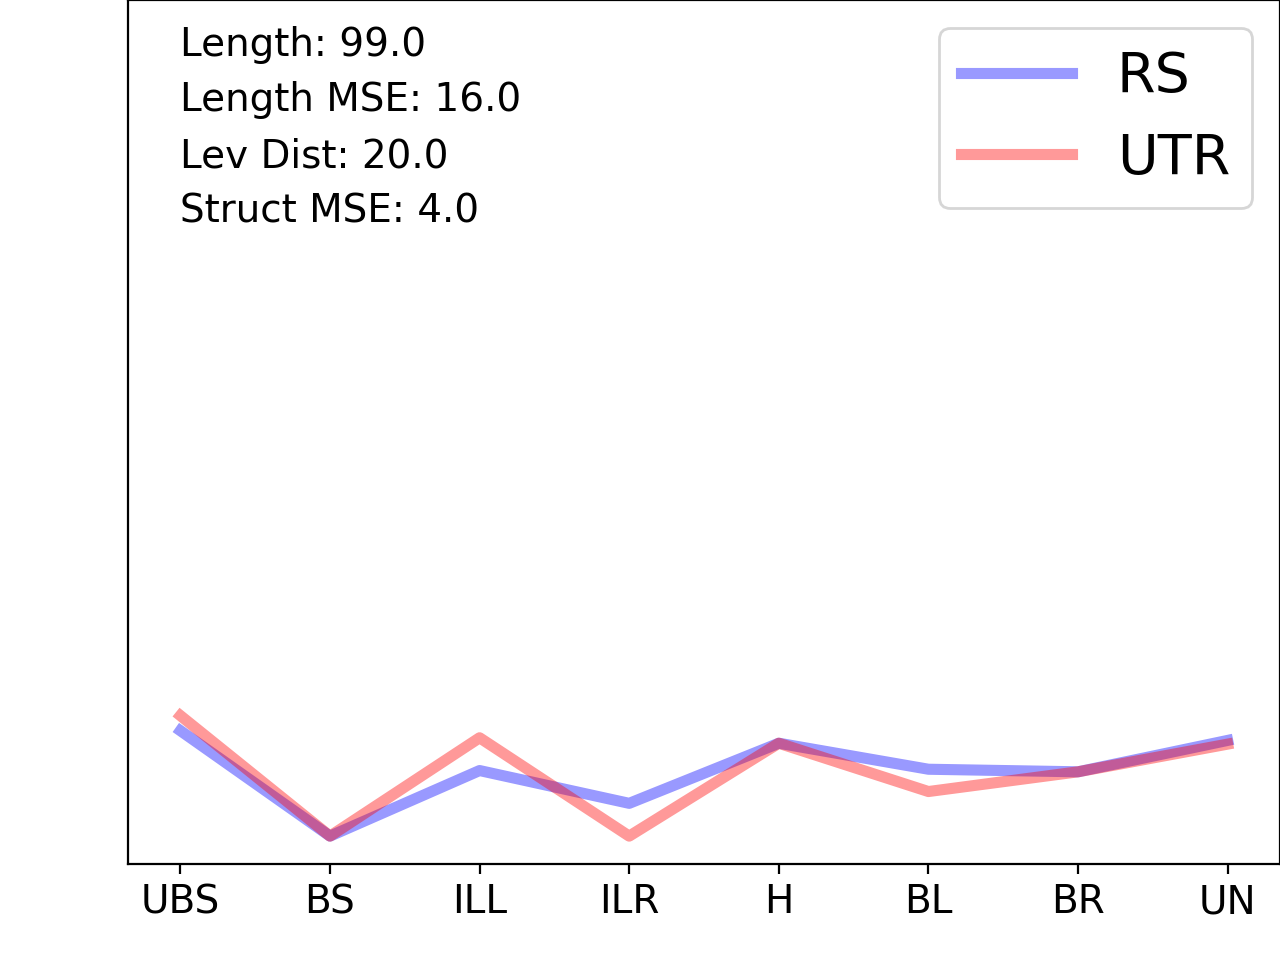 Length: 99.0
Length MSE: 16.0
Lev Dist: 20.0
Struct MSE: 4.0
RS
UTR
UBS BS ILL ILR H BL BR UN